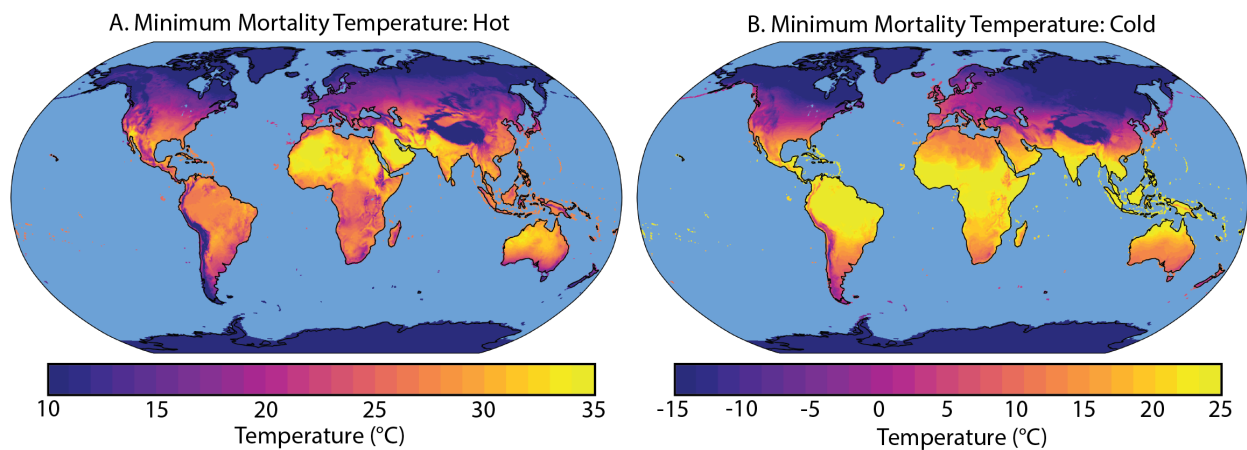 A. Minimum Mortality Temperature: Hot
B. Minimum Mortality Temperature: Cold
10 15 20 25 30 35
Temperature (°C)
-15 -10 -5 0 5 10 15 20 25
Temperature (°C)